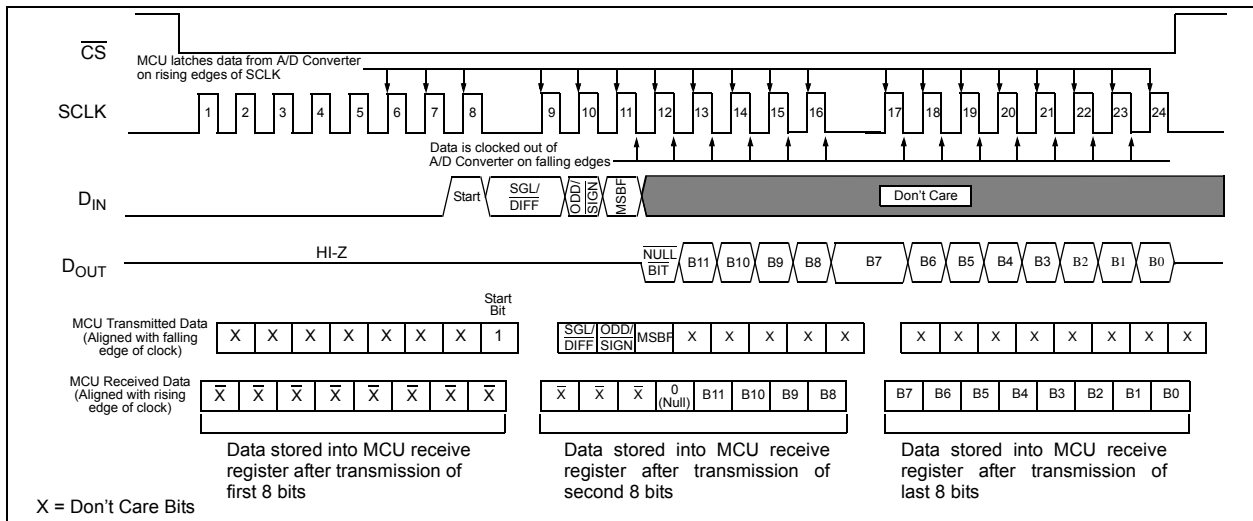 CS
MCU latches data from A/D Converter
on rising edges of SCLK
SCLK
1 2 3 4 5 6 7 8 9 10 11 12 13 14 15 16 17 18 19 20 21 22 23 24
Data is clocked out of
A/D Converter on falling edges
DIN
Start SGL/ DIFF ODD/ SIGN MSBF Don't Care
DOUT
HI-Z
NULL BIT B11 B10 B9 B8 B7 B6 B5 B4 B3 B2 B1 B0
Start
Bit
MCU Transmitted Data
(Aligned with falling
edge of clock)
X X X X X X X 1 SGL/ DIFF ODD/ SIGN MSBF X X X X X X X X X X X X X
MCU Received Data
(Aligned with rising
edge of clock)
X X X X X X X X X X X 0 (Null) B11 B10 B9 B8 B7 B6 B5 B4 B3 B2 B1 B0
Data stored into MCU receive
register after transmission of
first 8 bits
Data stored into MCU receive
register after transmission of
second 8 bits
Data stored into MCU receive
register after transmission of
last 8 bits
X = Don't Care Bits